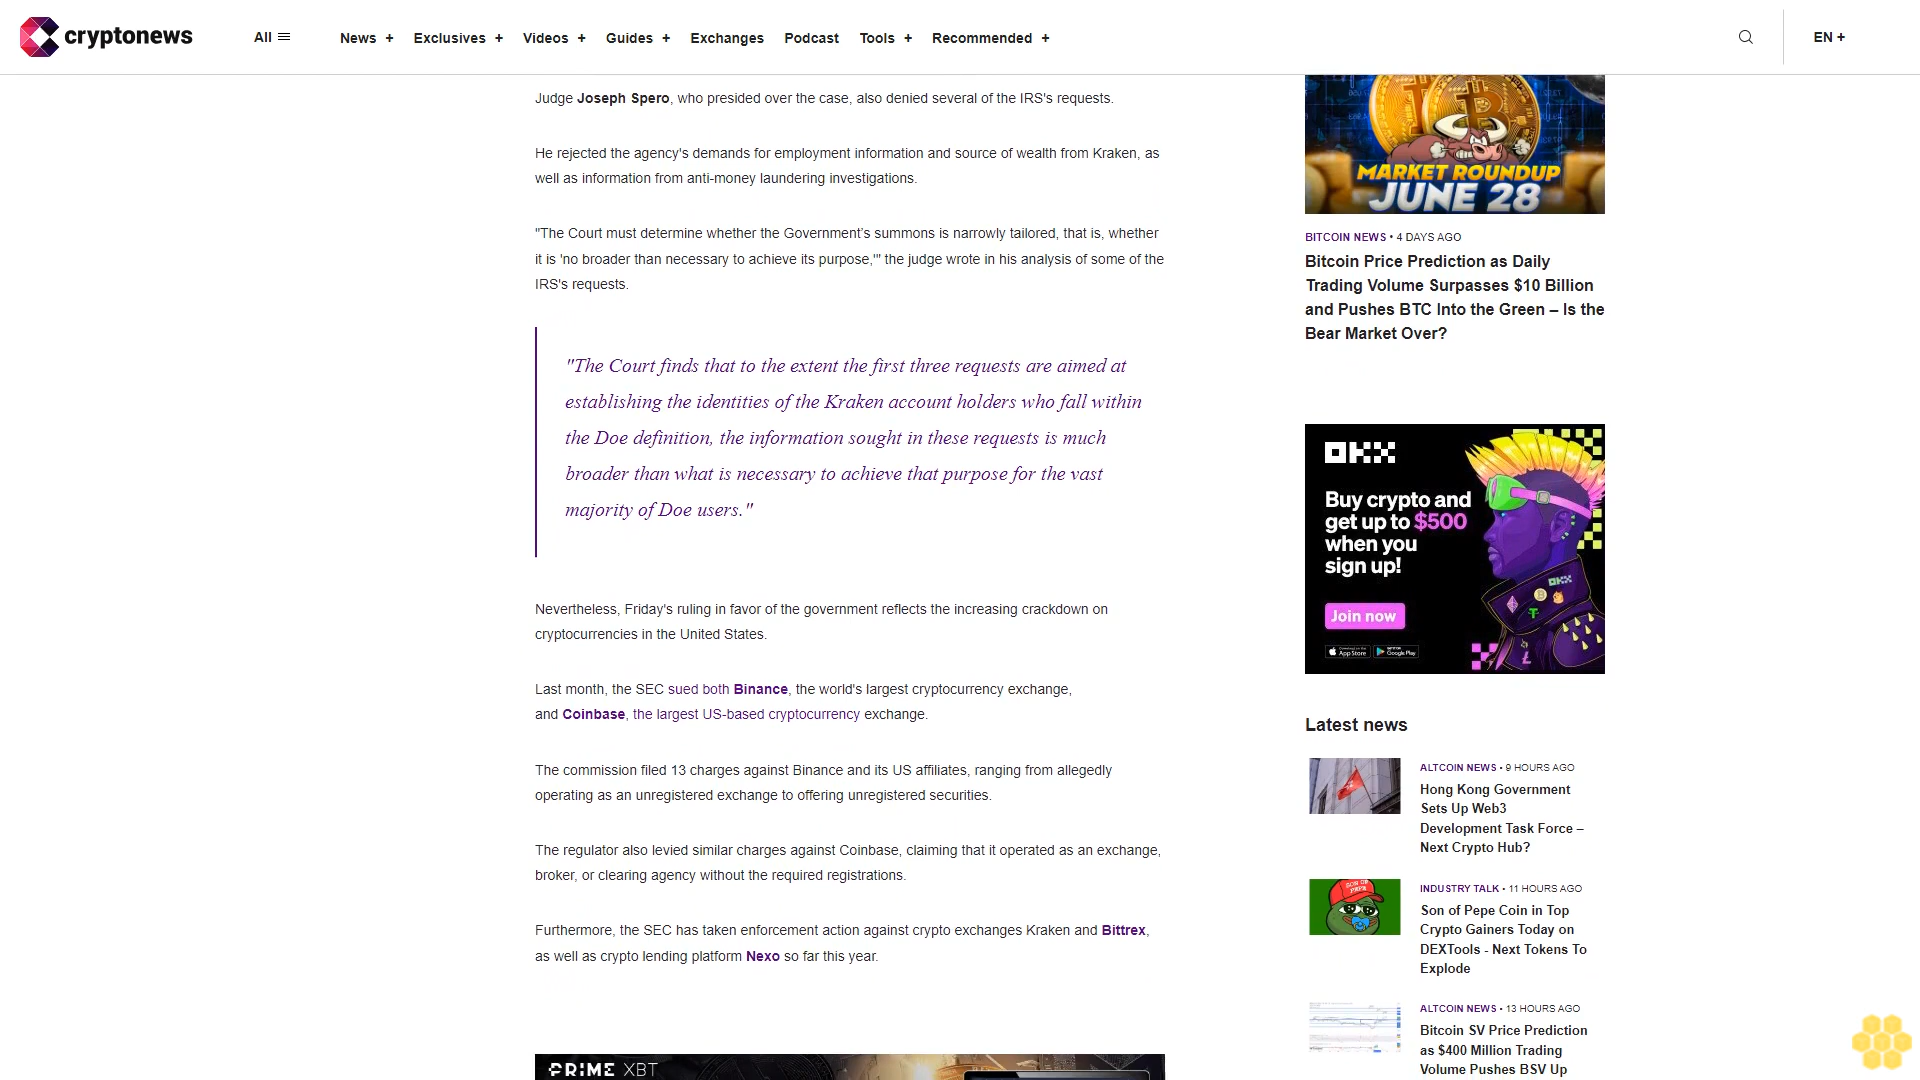 cryptonews
All
News +
Exclusives +
Videos +
Guides +
Exchanges
Podcast
Tools +
Recommended +
EN +
Judge Joseph Spero, who presided over the case, also denied several of the IRS's requests.
He rejected the agency's demands for employment information and source of wealth from Kraken, as
well as information from anti-money laundering investigations.
"The Court must determine whether the Government's summons is narrowly tailored, that is, whether
it is 'no broader than necessary to achieve its purpose,'" the judge wrote in his analysis of some of the
IRS's requests.
"The Court finds that to the extent the first three requests are aimed at
establishing the identities of the Kraken account holders who fall within
the Doe definition, the information sought in these requests is much
broader than what is necessary to achieve that purpose for the vast
majority of Doe users."
Nevertheless, Friday's ruling in favor of the government reflects the increasing crackdown on
cryptocurrencies in the United States.
Last month, the SEC sued both Binance, the world's largest cryptocurrency exchange,
and Coinbase, the largest US-based cryptocurrency exchange.
The commission filed 13 charges against Binance and its US affiliates, ranging from allegedly
operating as an unregistered exchange to offering unregistered securities.
The regulator also levied similar charges against Coinbase, claiming that it operated as an exchange,
broker, or clearing agency without the required registrations.
Furthermore, the SEC has taken enforcement action against crypto exchanges Kraken and Bittrex,
as well as crypto lending platform Nexo so far this year.
PRIME XBT
MARKET ROUNDUP
JUNE 28
BITCOIN NEWS • 4 DAYS AGO
Bitcoin Price Prediction as Daily
Trading Volume Surpasses $10 Billion
and Pushes BTC Into the Green – Is the
Bear Market Over?
OKX
Buy crypto and
get up to $500
when you
sign up!
Join now
App Store
Google Play
OKX
Latest news
ALTCOIN NEWS • 9 HOURS AGO
Hong Kong Government
Sets Up Web3
Development Task Force –
Next Crypto Hub?
SON OF
PEPE
INDUSTRY TALK • 11 HOURS AGO
Son of Pepe Coin in Top
Crypto Gainers Today on
DEXTools - Next Tokens To
Explode
ALTCOIN NEWS • 13 HOURS AGO
Bitcoin SV Price Prediction
as $400 Million Trading
Volume Pushes BSV Up